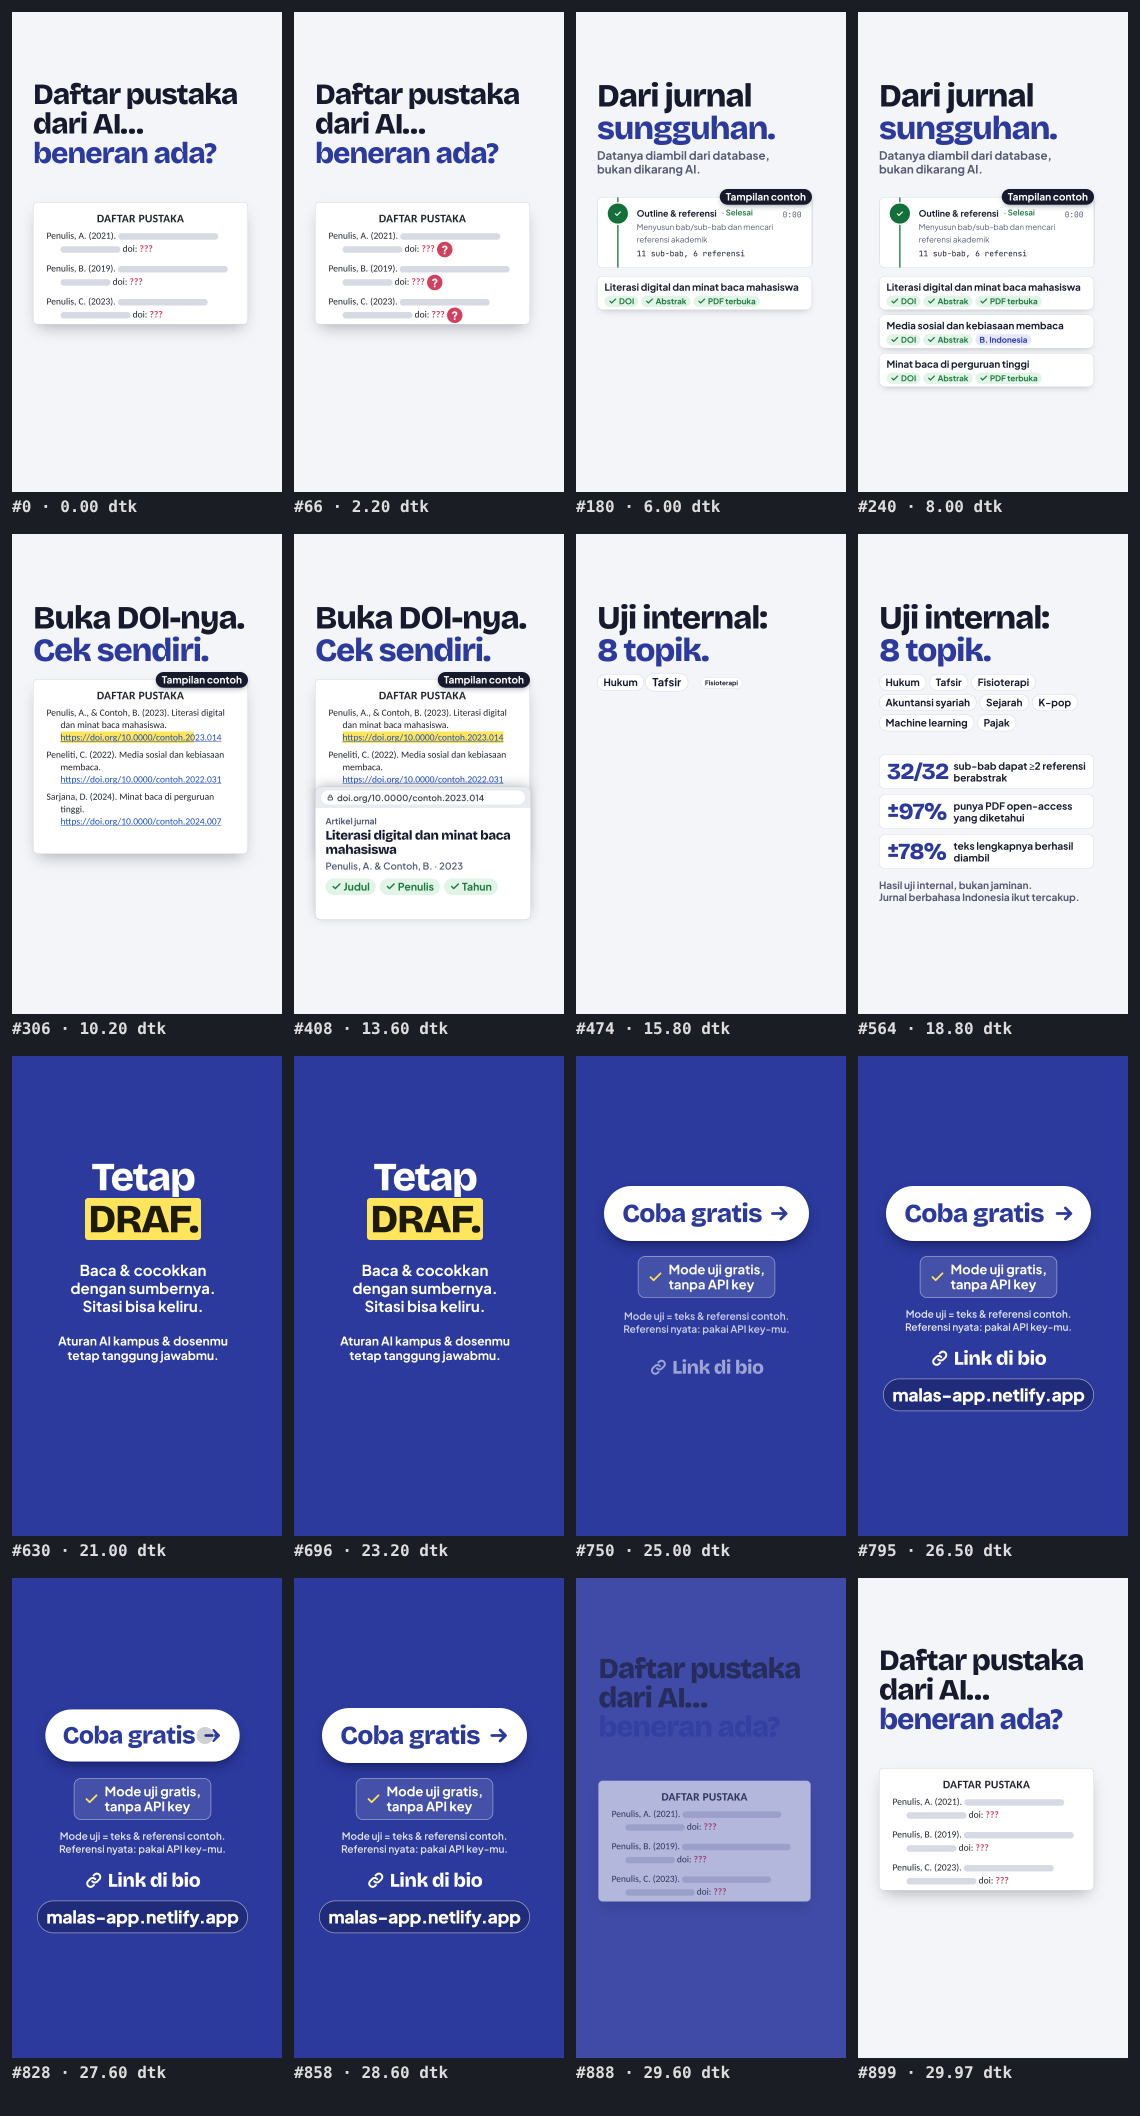 Daftar pustaka
dari AI...
beneran ada?
DAFTAR PUSTAKA
Penulis, A. (2021).
doi: ???
Penulis, B. (2019).
doi: ???
Penulis, C. (2023).
doi: ???
#0 · 0.00 dtk
Daftar pustaka
dari AI...
beneran ada?
DAFTAR PUSTAKA
Penulis, A. (2021).
doi: ??? ?
Penulis, B. (2019).
doi: ??? ?
Penulis, C. (2023).
doi: ??? ?
#66 · 2.20 dtk
Dari jurnal
sungguhan.
Datanya diambil dari database,
bukan dikarang AI.
Tampilan contoh
Outline & referensi · Selesai 0:00
Menyusun bab/sub-bab dan mencari
referensi akademik
11 sub-bab, 6 referensi
Literasi digital dan minat baca mahasiswa
✓ DOI ✓ Abstrak ✓ PDF terbuka
#180 · 6.00 dtk
Dari jurnal
sungguhan.
Datanya diambil dari database,
bukan dikarang AI.
Tampilan contoh
Outline & referensi · Selesai 0:00
Menyusun bab/sub-bab dan mencari
referensi akademik
11 sub-bab, 6 referensi
Literasi digital dan minat baca mahasiswa
✓ DOI ✓ Abstrak ✓ PDF terbuka
Media sosial dan kebiasaan membaca
✓ DOI ✓ Abstrak B. Indonesia
Minat baca di perguruan tinggi
✓ DOI ✓ Abstrak ✓ PDF terbuka
#240 · 8.00 dtk
Buka DOI-nya.
Cek sendiri.
Tampilan contoh
DAFTAR PUSTAKA
Penulis, A., & Contoh, B. (2023). Literasi digital
dan minat baca mahasiswa.
https://doi.org/10.0000/contoh.2023.014
Peneliti, C. (2022). Media sosial dan kebiasaan
membaca.
https://doi.org/10.0000/contoh.2022.031
Sarjana, D. (2024). Minat baca di perguruan
tinggi.
https://doi.org/10.0000/contoh.2024.007
#306 · 10.20 dtk
Buka DOI-nya.
Cek sendiri.
Tampilan contoh
DAFTAR PUSTAKA
Penulis, A., & Contoh, B. (2023). Literasi digital
dan minat baca mahasiswa.
https://doi.org/10.0000/contoh.2023.014
Peneliti, C. (2022). Media sosial dan kebiasaan
membaca.
https://doi.org/10.0000/contoh.2022.031
doi.org/10.0000/contoh.2023.014
Artikel jurnal
Literasi digital dan minat baca
mahasiswa
Penulis, A. & Contoh, B. · 2023
✓ Judul ✓ Penulis ✓ Tahun
#408 · 13.60 dtk
Uji internal:
8 topik.
Hukum Tafsir Fisioterapi
#474 · 15.80 dtk
Uji internal:
8 topik.
Hukum Tafsir Fisioterapi
Akuntansi syariah Sejarah K-pop
Machine learning Pajak
32/32 sub-bab dapat ≥2 referensi
berabstrak
±97% punya PDF open-access
yang diketahui
±78% teks lengkapnya berhasil
diambil
Hasil uji internal, bukan jaminan.
Jurnal berbahasa Indonesia ikut tercakup.
#564 · 18.80 dtk
Tetap
DRAF.
Baca & cocokkan
dengan sumbernya.
Sitasi bisa keliru.
Aturan AI kampus & dosenmu
tetap tanggung jawabmu.
#630 · 21.00 dtk
Tetap
DRAF.
Baca & cocokkan
dengan sumbernya.
Sitasi bisa keliru.
Aturan AI kampus & dosenmu
tetap tanggung jawabmu.
#696 · 23.20 dtk
Coba gratis →
✓ Mode uji gratis,
tanpa API key
Mode uji = teks & referensi contoh.
Referensi nyata: pakai API key-mu.
Link di bio
#750 · 25.00 dtk
Coba gratis →
✓ Mode uji gratis,
tanpa API key
Mode uji = teks & referensi contoh.
Referensi nyata: pakai API key-mu.
Link di bio
malas-app.netlify.app
#795 · 26.50 dtk
Coba gratis →
✓ Mode uji gratis,
tanpa API key
Mode uji = teks & referensi contoh.
Referensi nyata: pakai API key-mu.
Link di bio
malas-app.netlify.app
#828 · 27.60 dtk
Coba gratis →
✓ Mode uji gratis,
tanpa API key
Mode uji = teks & referensi contoh.
Referensi nyata: pakai API key-mu.
Link di bio
malas-app.netlify.app
#858 · 28.60 dtk
Daftar pustaka
dari AI...
beneran ada?
DAFTAR PUSTAKA
Penulis, A. (2021).
doi: ???
Penulis, B. (2019).
doi: ???
Penulis, C. (2023).
doi: ???
#888 · 29.60 dtk
Daftar pustaka
dari AI...
beneran ada?
DAFTAR PUSTAKA
Penulis, A. (2021).
doi: ???
Penulis, B. (2019).
doi: ???
Penulis, C. (2023).
doi: ???
#899 · 29.97 dtk